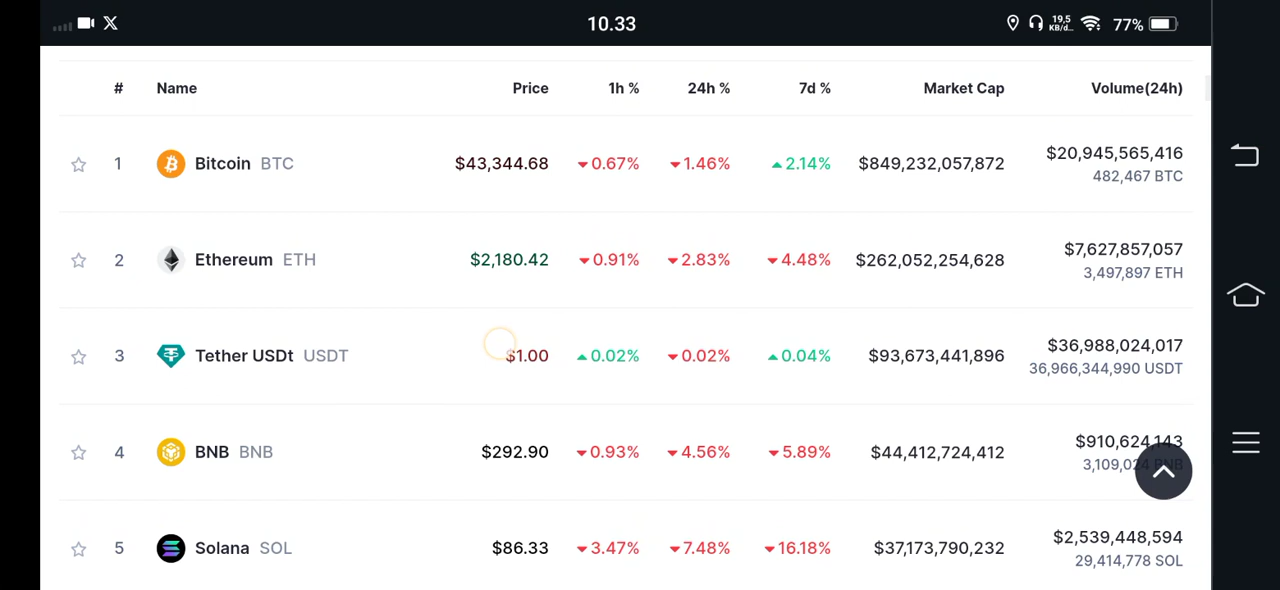 10.33 19,5 KB/d... 77%
# Name Price 1h % 24h % 7d % Market Cap Volume(24h)
1 Bitcoin BTC $43,344.68 0.67% 1.46% 2.14% $849,232,057,872 $20,945,565,416
482,467 BTC
2 Ethereum ETH $2,180.42 0.91% 2.83% 4.48% $262,052,254,628 $7,627,857,057
3,497,897 ETH
3 Tether USDt USDT $1.00 0.02% 0.02% 0.04% $93,673,441,896 $36,988,024,017
36,966,344,990 USDT
4 BNB BNB $292.90 0.93% 4.56% 5.89% $44,412,724,412 $910,624,143
3,109,024 BNB
5 Solana SOL $86.33 3.47% 7.48% 16.18% $37,173,790,232 $2,539,448,594
29,414,778 SOL